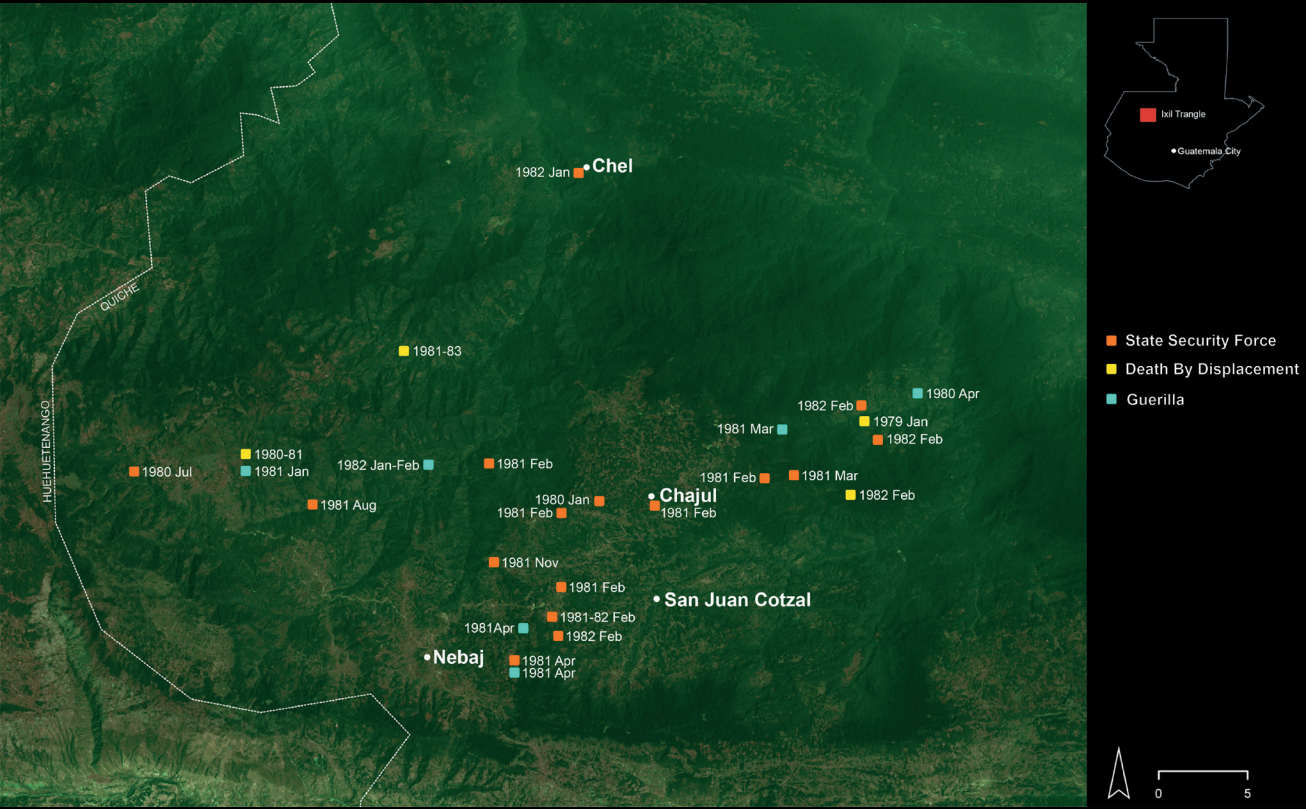 Chel
1982 Jan
QUICHE
HUEHUETENANGO
1981-83
1980 Apr
1982 Feb
1979 Jan
1981 Mar
1982 Feb
1980-81
1980 Jul
1981 Jan
1982 Jan-Feb
1981 Feb
1981 Feb
1981 Mar
1982 Feb
1981 Aug
1980 Jan
Chajul
1981 Feb
1981 Feb
1981 Nov
1981 Feb
San Juan Cotzal
1981-82 Feb
1981Apr
1982 Feb
Nebaj
1981 Apr
1981 Apr
Ixil Trangle
Guatemala City
State Security Force
Death By Displacement
Guerilla
0 5